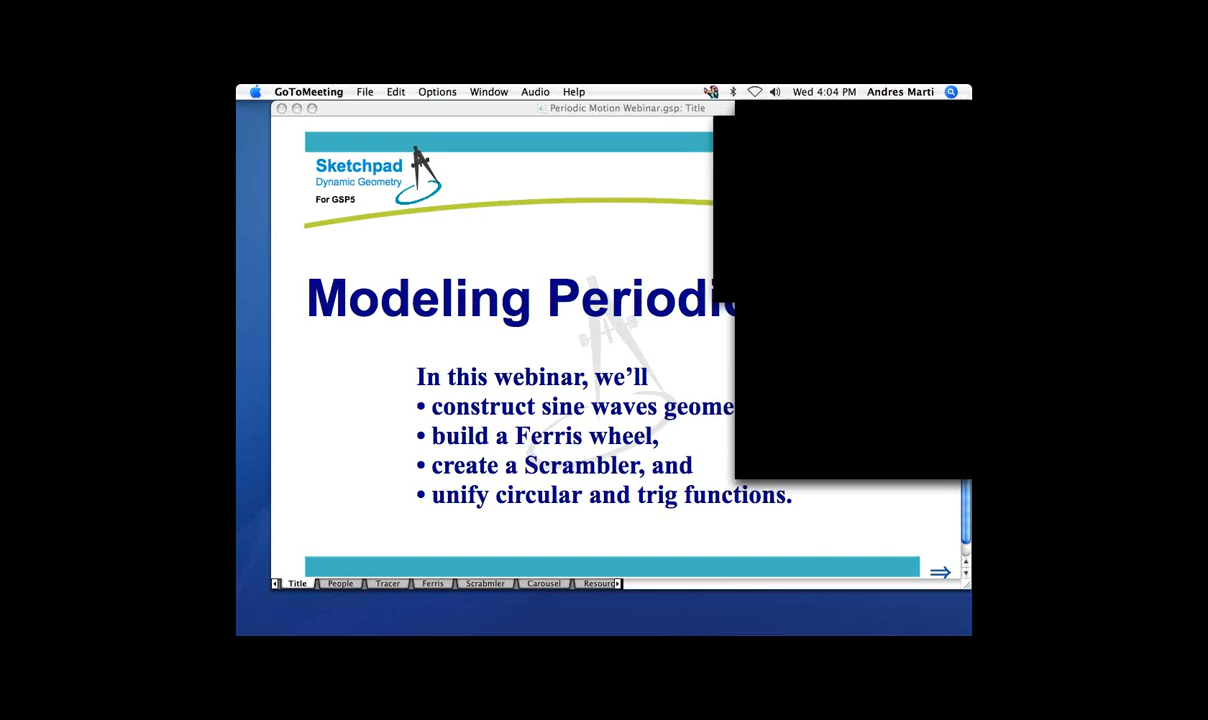 GoToMeeting File Edit Options Window Audio Help Wed 4:04 PM Andres Marti
Periodic Motion Webinar.gsp: Title
Sketchpad
Dynamic Geometry
For GSP5
Modeling Periodic
In this webinar, we’ll
• construct sine waves geome
• build a Ferris wheel,
• create a Scrambler, and
• unify circular and trig functions.
Title People Tracer Ferris Scrabmler Carousel Resourc